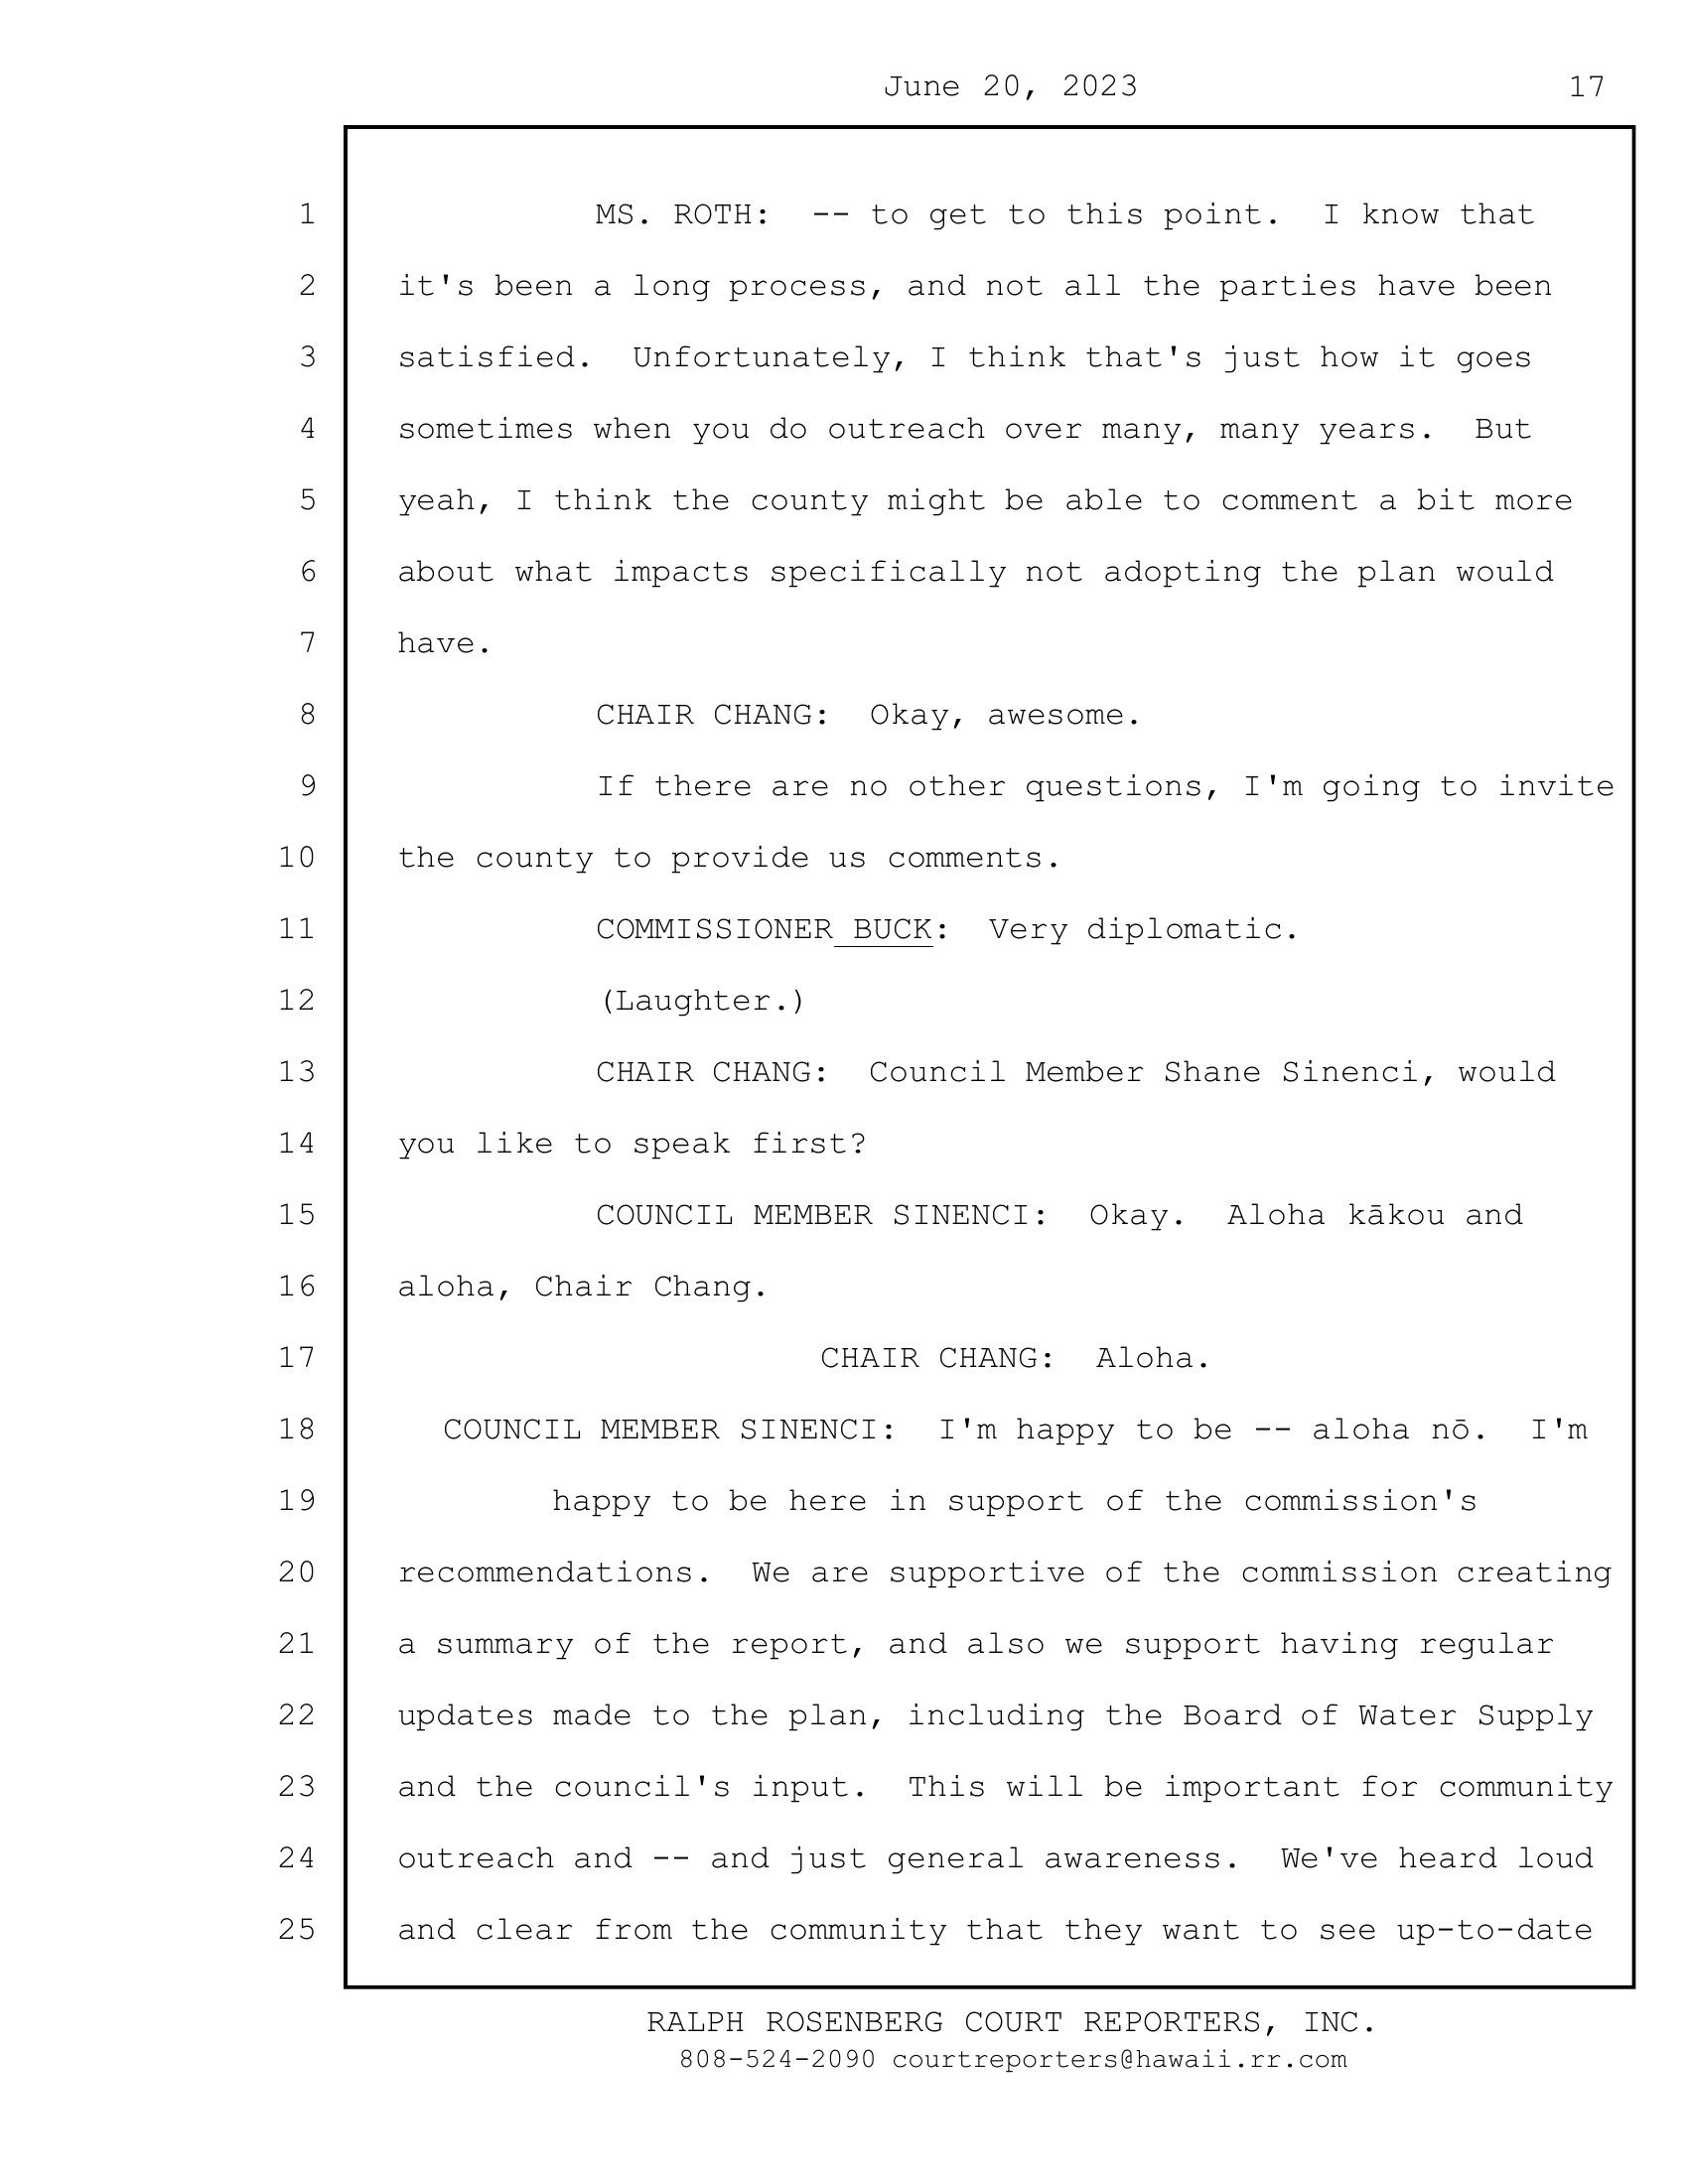 June 20, 2023 17
1 MS. ROTH:  -- to get to this point.  I know that
2 it's been a long process, and not all the parties have been
3 satisfied.  Unfortunately, I think that's just how it goes
4 sometimes when you do outreach over many, many years.  But
5 yeah, I think the county might be able to comment a bit more
6 about what impacts specifically not adopting the plan would
7 have.
8 CHAIR CHANG:  Okay, awesome.
9 If there are no other questions, I'm going to invite
10 the county to provide us comments.
11 COMMISSIONER BUCK:  Very diplomatic.
12 (Laughter.)
13 CHAIR CHANG:  Council Member Shane Sinenci, would
14 you like to speak first?
15 COUNCIL MEMBER SINENCI:  Okay.  Aloha kākou and
16 aloha, Chair Chang.
17 CHAIR CHANG:  Aloha.
18 COUNCIL MEMBER SINENCI:  I'm happy to be -- aloha nō.  I'm
19 happy to be here in support of the commission's
20 recommendations.  We are supportive of the commission creating
21 a summary of the report, and also we support having regular
22 updates made to the plan, including the Board of Water Supply
23 and the council's input.  This will be important for community
24 outreach and -- and just general awareness.  We've heard loud
25 and clear from the community that they want to see up-to-date
RALPH ROSENBERG COURT REPORTERS, INC.
808-524-2090 courtreporters@hawaii.rr.com